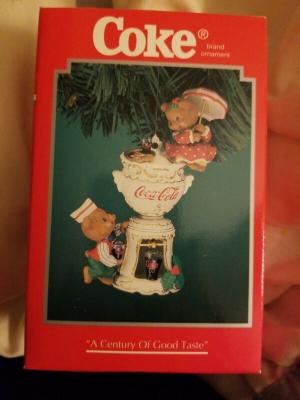 Coke®
brand
ornament
Coca-Cola
"A Century Of Good Taste"